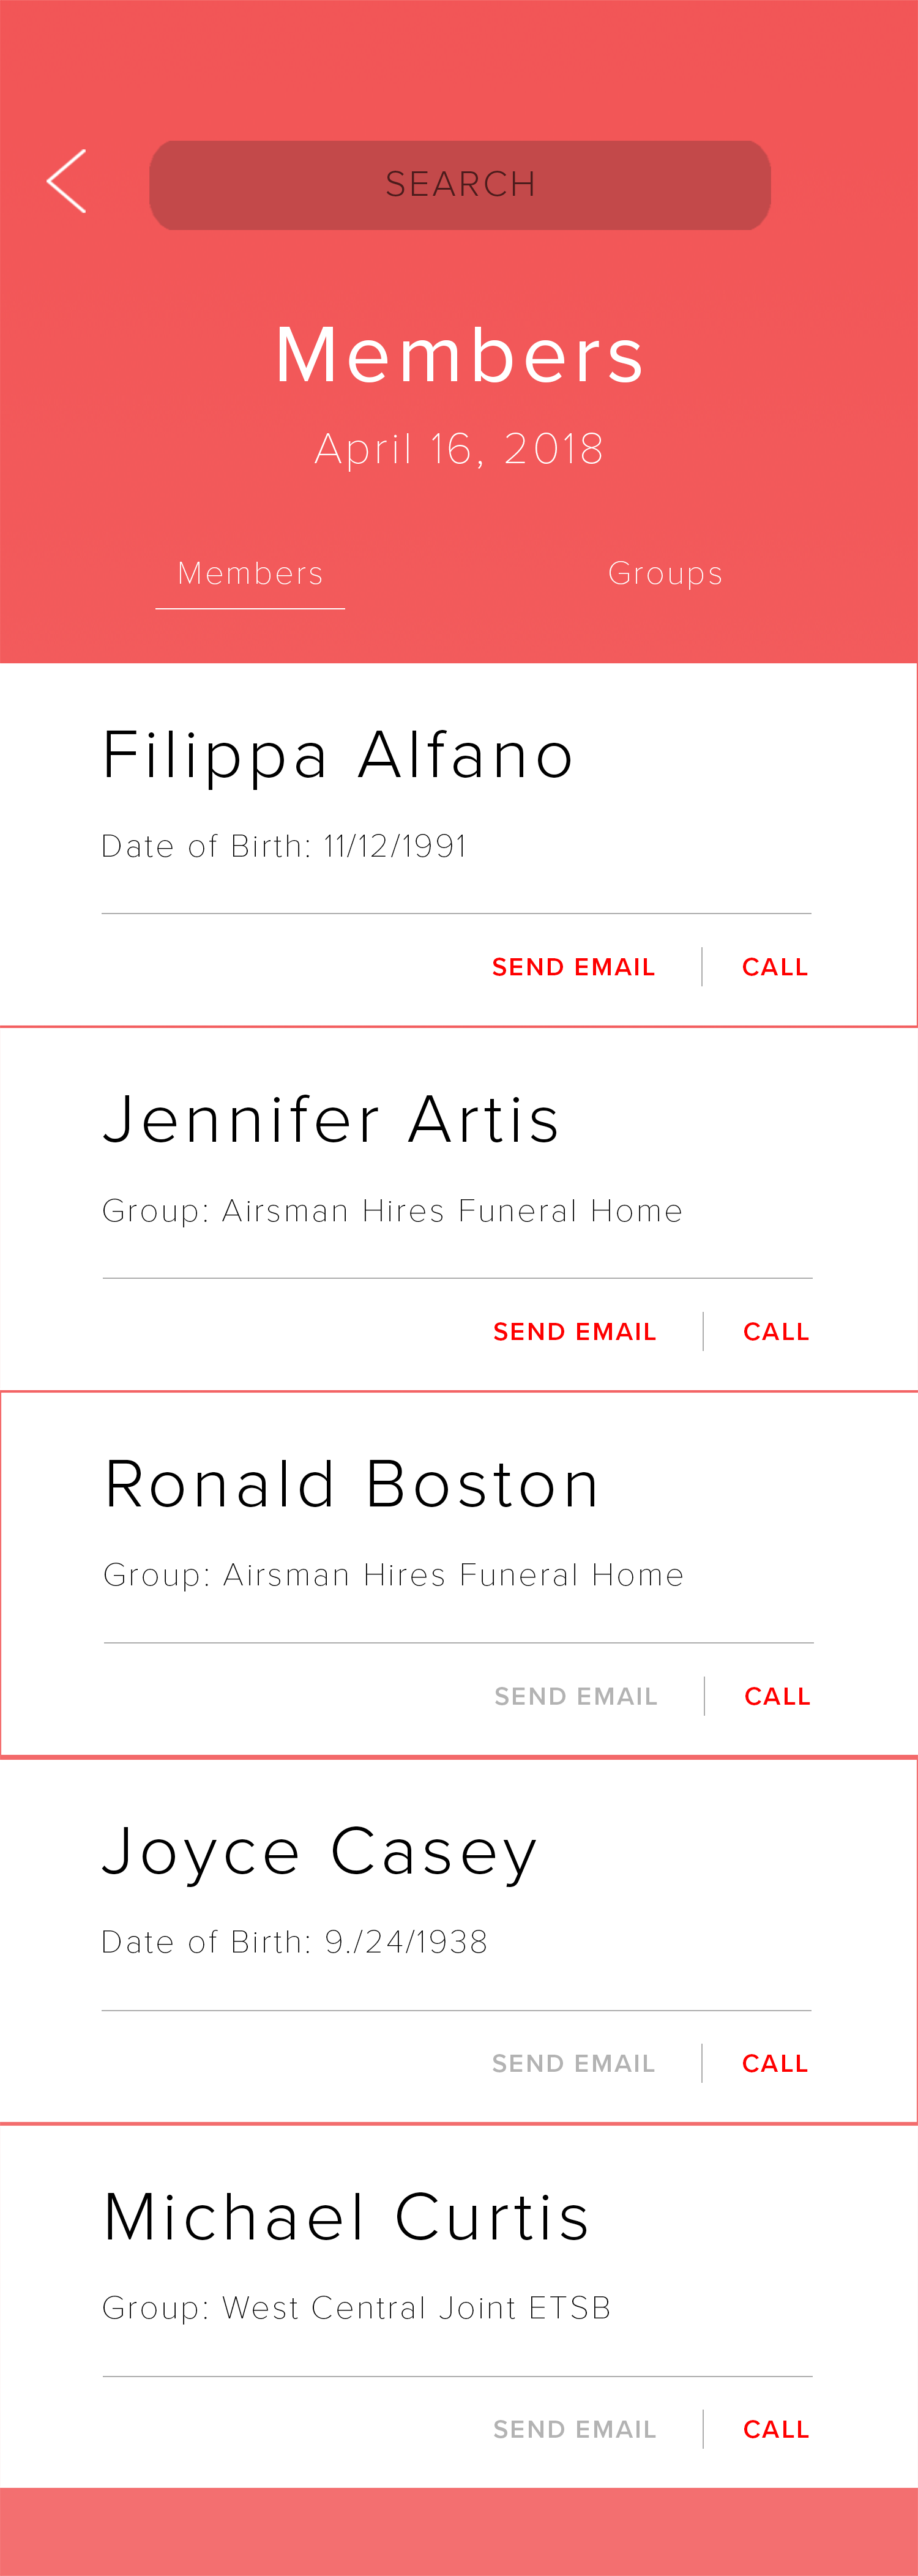 SEARCH
Members
April 16, 2018
Members Groups
Filippa Alfano
Date of Birth: 11/12/1991
SEND EMAIL CALL
Jennifer Artis
Group: Airsman Hires Funeral Home
SEND EMAIL CALL
Ronald Boston
Group: Airsman Hires Funeral Home
SEND EMAIL CALL
Joyce Casey
Date of Birth: 9./24/1938
SEND EMAIL CALL
Michael Curtis
Group: West Central Joint ETSB
SEND EMAIL CALL